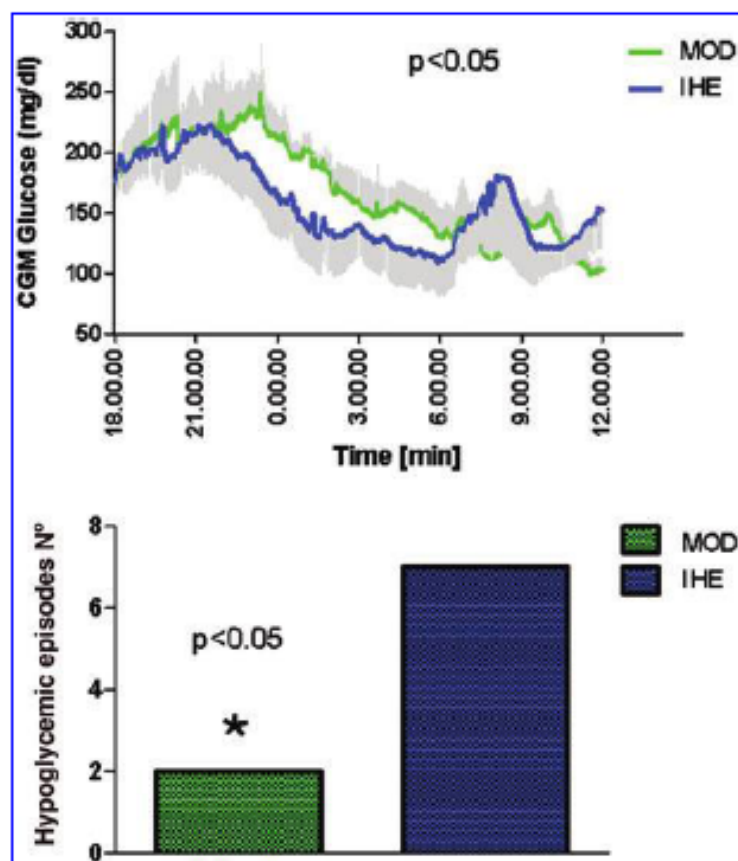 300
250
200
150
100
50
CGM Glucose (mg/dl)
p<0.05
MOD
IHE
18.00.00
21.00.00
0.00.00
3.00.00
6.00.00
9.00.00
12.00.00
Time [min]
8
6
4
2
0
Hypoglycemic episodes Nº
p<0.05
*
MOD
IHE